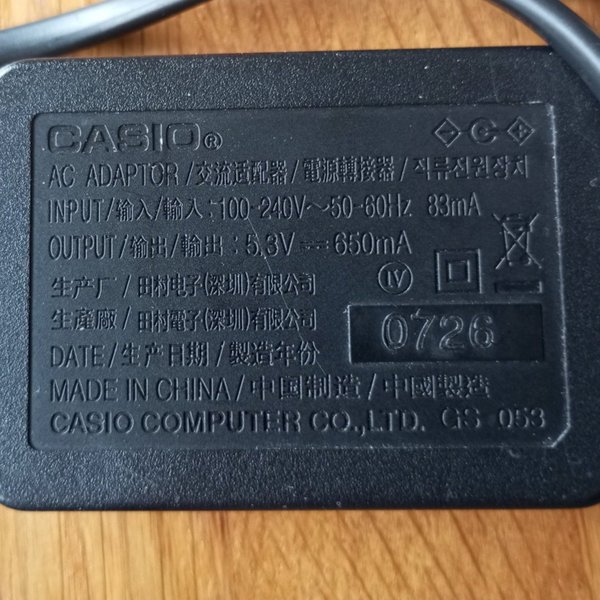 CASIO®
AC ADAPTOR/交流适配器/電源轉接器/직류전원장치
INPUT/输入/輸入:100-240V~50-60Hz 83mA
OUTPUT/输出/輸出:5.3V⎓650mA
生产厂/田村电子(深圳)有限公司
IV
生產廠/田村電子(深圳)有限公司
0726
DATE/生产日期/製造年份
MADE IN CHINA/中国制造/中國製造
CASIO COMPUTER CO.,LTD. GS-053